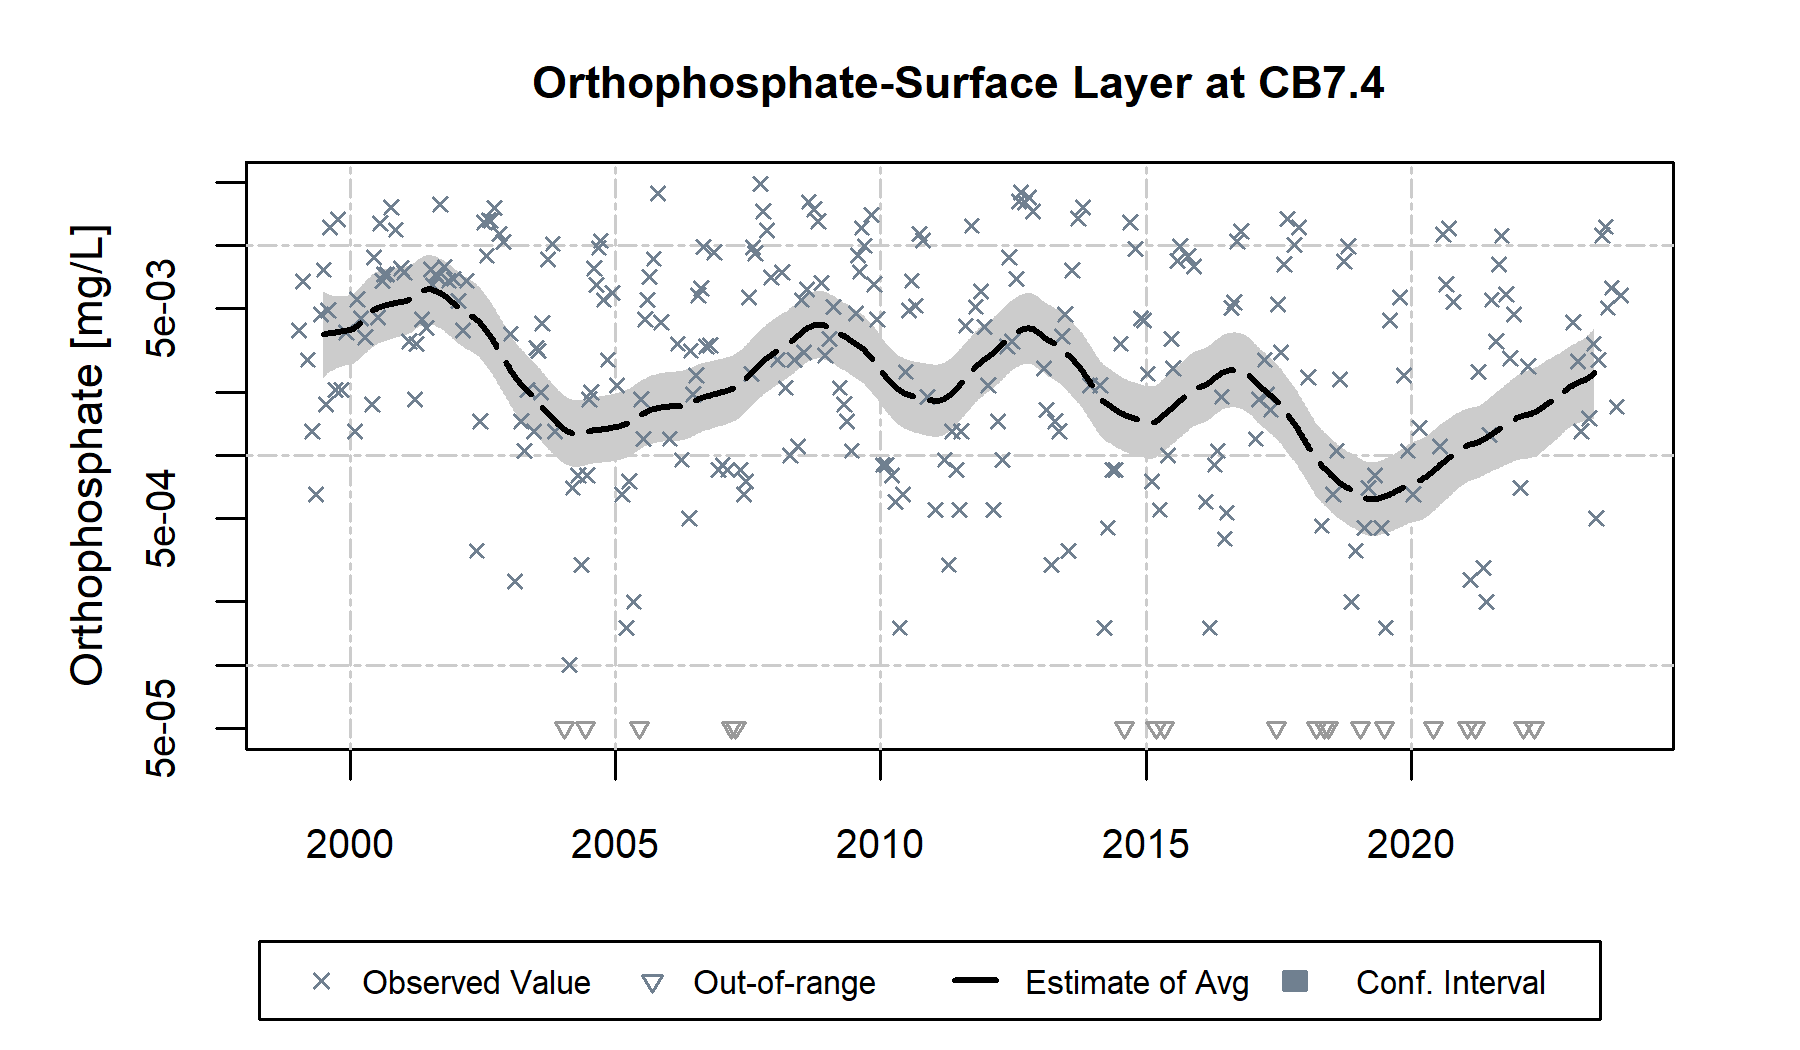 Orthophosphate-Surface Layer at CB7.4
Orthophosphate [mg/L]
5e-03
5e-04
5e-05
2000 2005 2010 2015 2020
Observed Value Out-of-range Estimate of Avg Conf. Interval